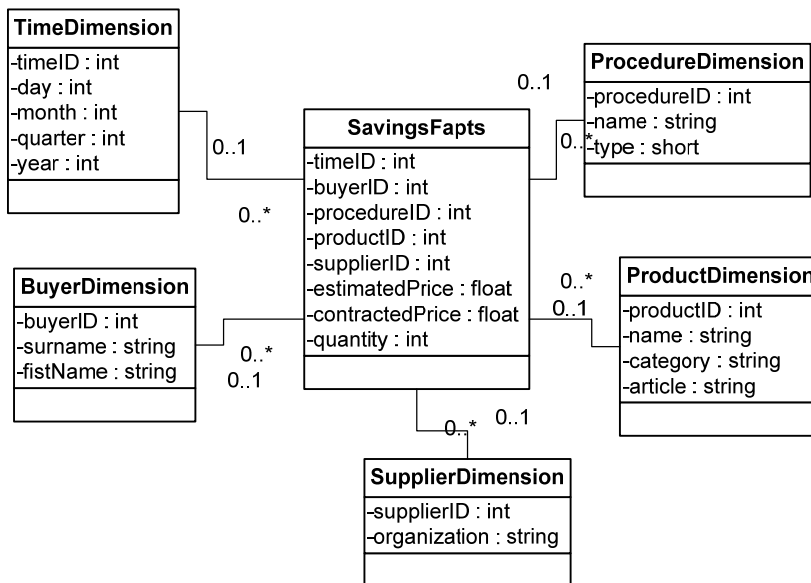 TimeDimension
-timeID : int
-day : int
-month : int
-quarter : int
-year : int
0..1
0..*
SavingsFapts
-timeID : int
-buyerID : int
-procedureID : int
-productID : int
-supplierID : int
-estimatedPrice : float
-contractedPrice : float
-quantity : int
0..1
0..*
ProcedureDimension
-procedureID : int
-name : string
-type : short
BuyerDimension
-buyerID : int
-surname : string
-fistName : string
0..*
0..1
0..*
0..1
ProductDimension
-productID : int
-name : string
-category : string
-article : string
0..1
0..*
SupplierDimension
-supplierID : int
-organization : string